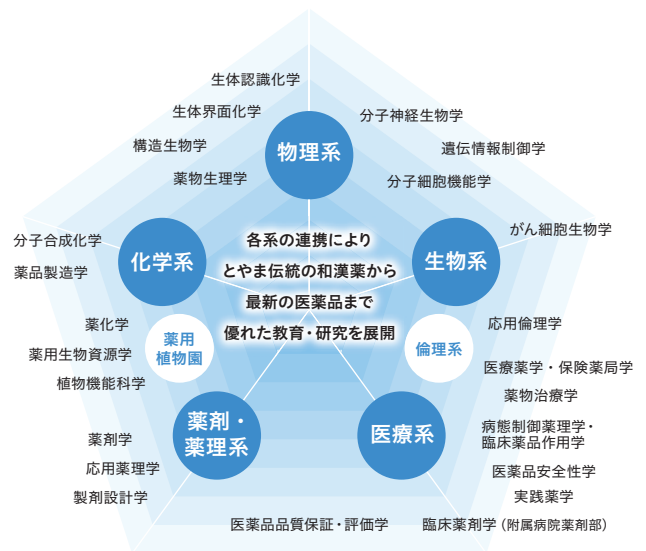 生体認識化学
生体界面化学
構造生物学
薬物生理学
物理系
分子神経生物学
遺伝情報制御学
分子細胞機能学
がん細胞生物学
生物系
分子合成化学
薬品製造学
化学系
各系の連携により
とやま伝統の和漢薬から
最新の医薬品まで
優れた教育・研究を展開
薬化学
薬用生物資源学
植物機能科学
薬用
植物園
倫理系
応用倫理学
医療薬学・保険薬局学
薬物治療学
病態制御薬理学・
臨床薬品作用学
医薬品安全性学
実践薬学
臨床薬剤学（附属病院薬剤部）
医療系
薬剤・
薬理系
薬剤学
応用薬理学
製剤設計学
医薬品品質保証・評価学